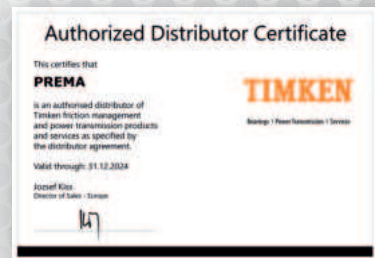 Authorized Distributor Certificate
This certifies that
PREMA
is an authorised distributor of
Timken friction management
and power transmission products
and services as specified by
the distributor agreement.
Valid through: 31.12.2024
Jozsef Kiss
Director of Sales - Europe
TIMKEN
Bearings | Power Transmission | Services